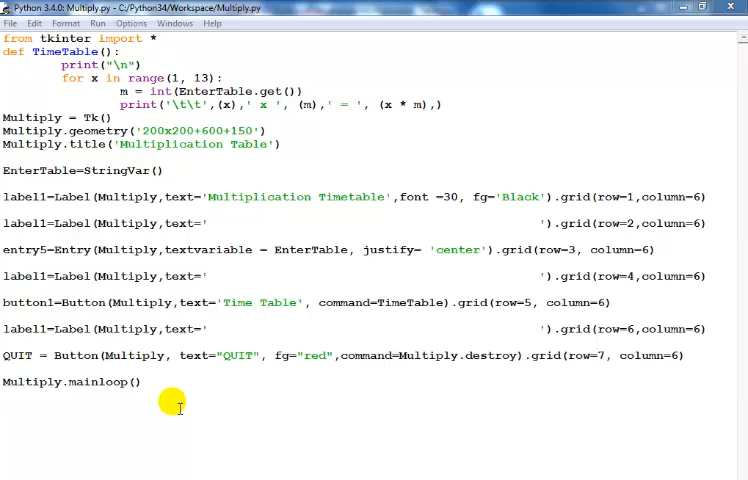 Python 3.4.0: Multiply.py - C:/Python34/Workspace/Multiply.py
File Edit Format Run Options Windows Help
from tkinter import *
def TimeTable():
        print("\n")
        for x in range(1, 13):
                m = int(EnterTable.get())
                print('\t\t',(x),' x ', (m),' = ', (x * m),)
Multiply = Tk()
Multiply.geometry('200x200+600+150')
Multiply.title('Multiplication Table')
EnterTable=StringVar()
label1=Label(Multiply,text='Multiplication Timetable',font =30, fg='Black').grid(row=1,column=6)
label1=Label(Multiply,text='                                              ').grid(row=2,column=6)
entry5=Entry(Multiply,textvariable = EnterTable, justify= 'center').grid(row=3, column=6)
label1=Label(Multiply,text='                                              ').grid(row=4,column=6)
button1=Button(Multiply,text='Time Table', command=TimeTable).grid(row=5, column=6)
label1=Label(Multiply,text='                                              ').grid(row=6,column=6)
QUIT = Button(Multiply, text="QUIT", fg="red",command=Multiply.destroy).grid(row=7, column=6)
Multiply.mainloop()